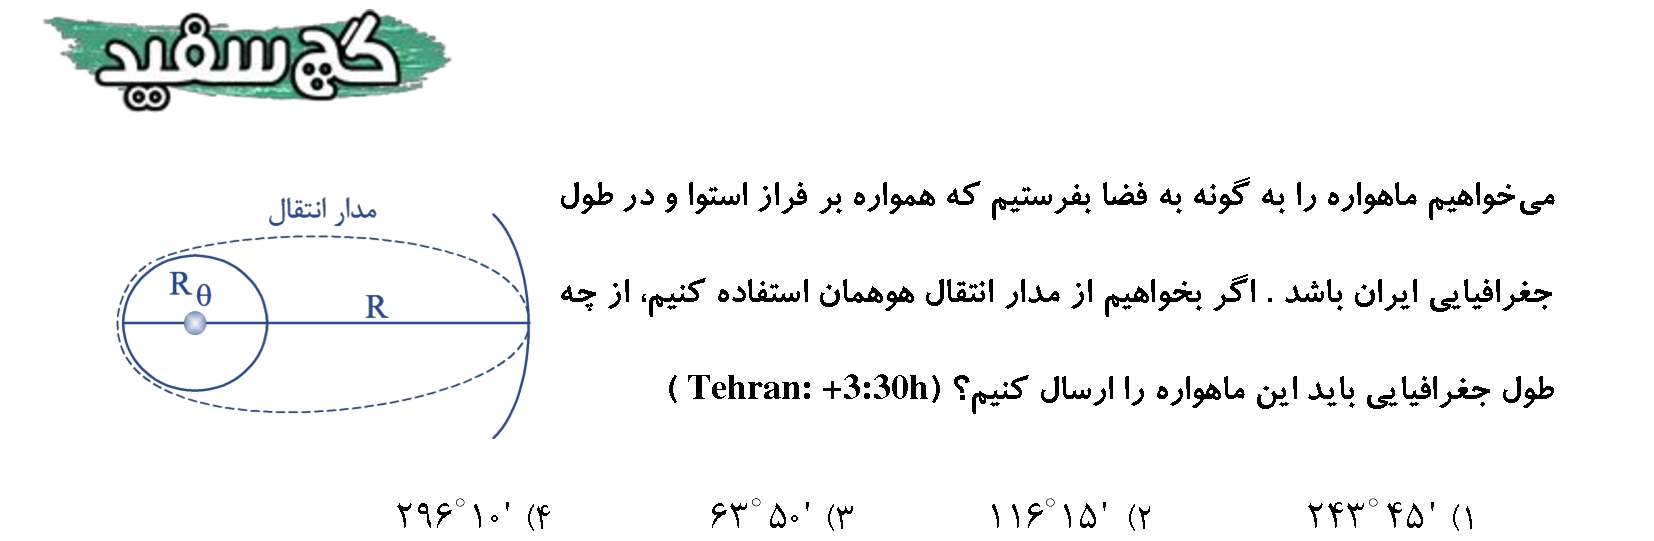 گچ سفید
می‌خواهیم ماهواره را به گونه به فضا بفرستیم که همواره بر فراز استوا و در طول
جغرافیایی ایران باشد . اگر بخواهیم از مدار انتقال هوهمان استفاده کنیم، از چه
طول جغرافیایی باید این ماهواره را ارسال کنیم؟ (Tehran: +3:30h )
مدار انتقال
Rθ
R
۱) ۲۴۳°۴۵' ۲) ۱۱۶°۱۵' ۳) ۶۳°۵۰' ۴) ۲۹۶°۱۰'